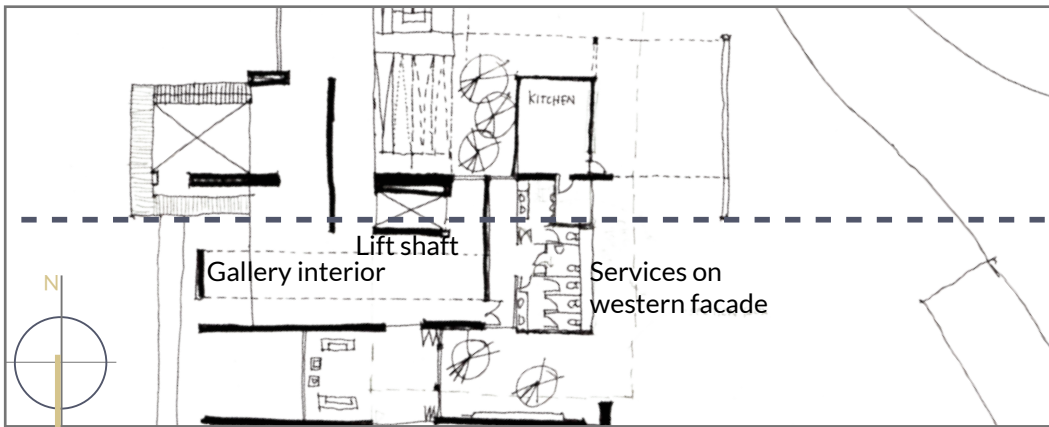 KITCHEN
Lift shaft
Gallery interior
Services on
western facade
N